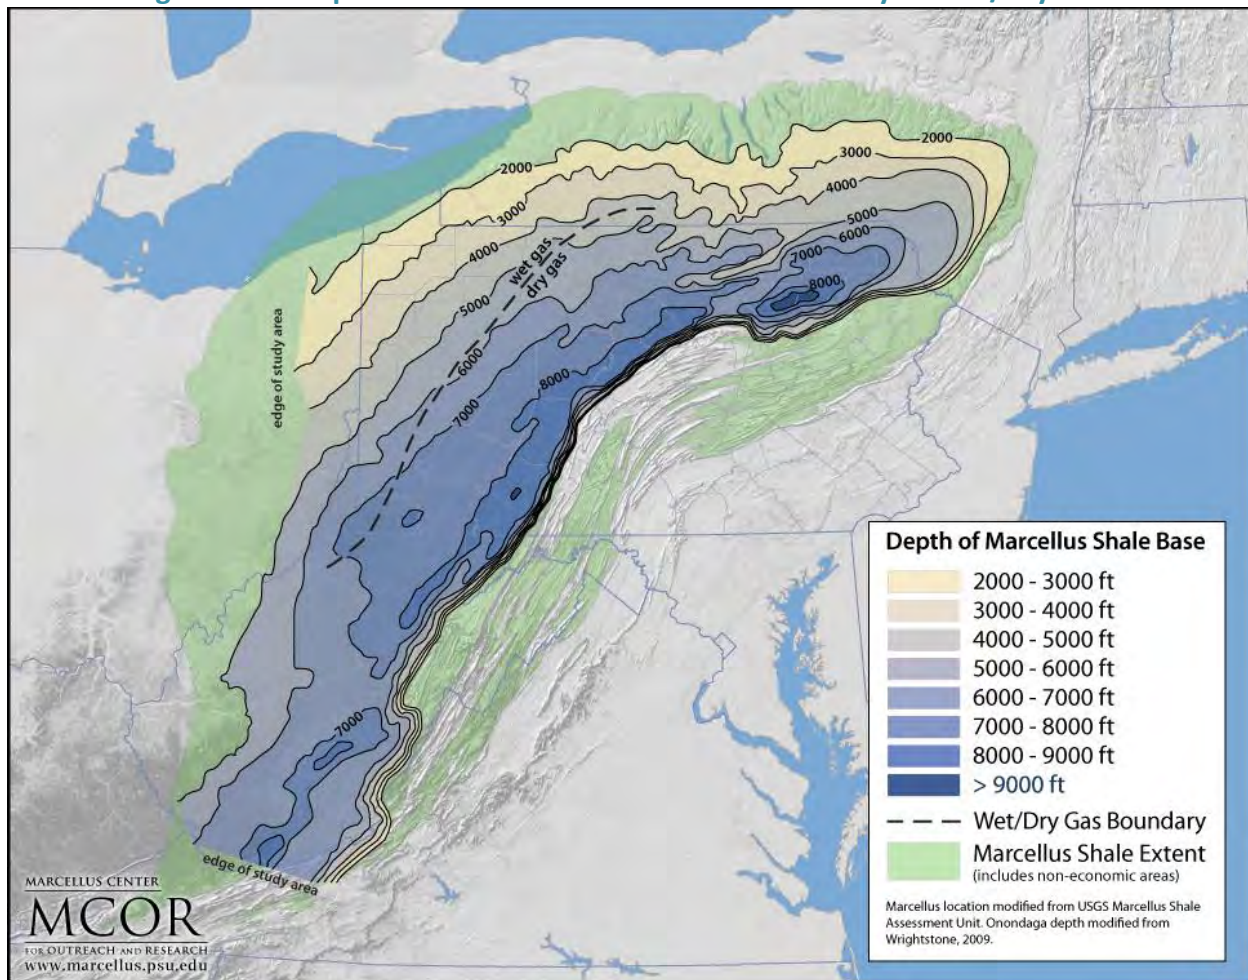 2000
3000
2000
3000
4000
2000
3000
4000
5000
6000
7000
8000
wet gas
dry gas
5000
6000
7000
8000
edge of study area
7000
edge of study area
Depth of Marcellus Shale Base
2000 - 3000 ft
3000 - 4000 ft
4000 - 5000 ft
5000 - 6000 ft
6000 - 7000 ft
7000 - 8000 ft
8000 - 9000 ft
> 9000 ft
Wet/Dry Gas Boundary
Marcellus Shale Extent
(includes non-economic areas)
Marcellus location modified from USGS Marcellus Shale
Assessment Unit. Onondaga depth modified from
Wrightstone, 2009.
MARCELLUS CENTER
MCOR
FOR OUTREACH AND RESEARCH
www.marcellus.psu.edu